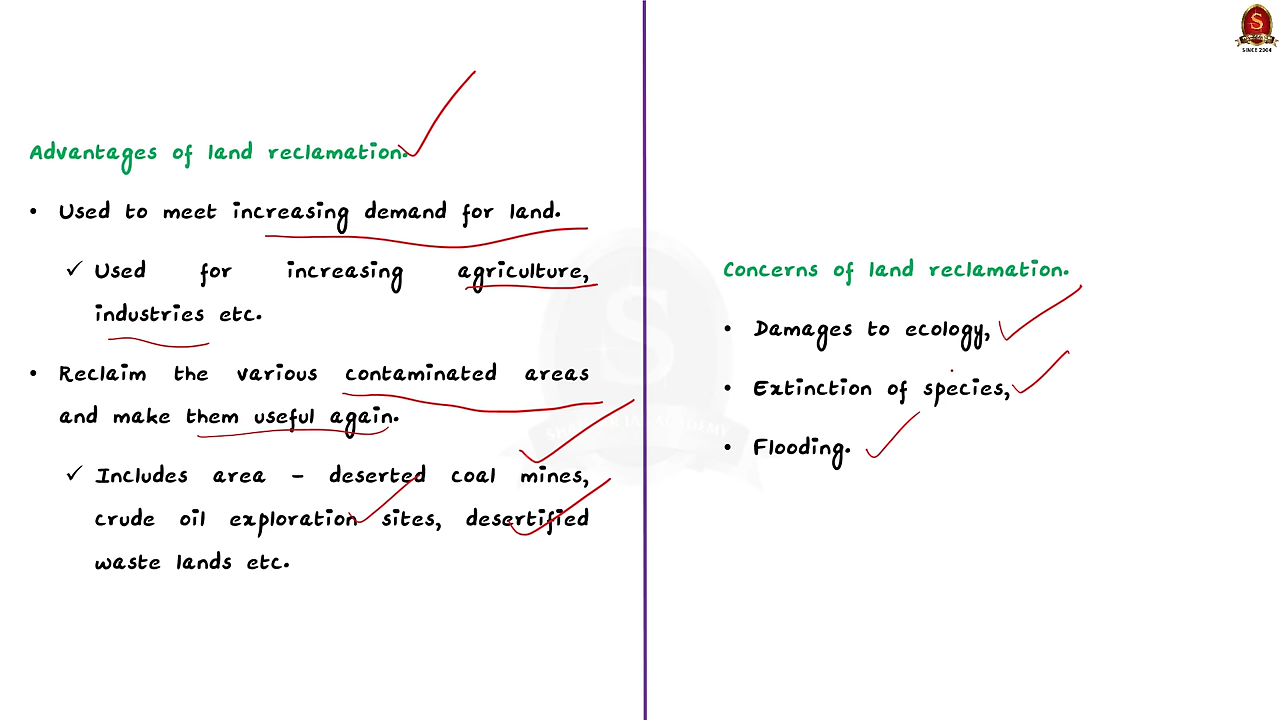 Advantages of land reclamation.
• Used to meet increasing demand for land.
✓ Used for increasing agriculture,
industries etc.
• Reclaim the various contaminated areas
and make them useful again.
✓ Includes area – deserted coal mines,
crude oil exploration sites, desertified
waste lands etc.
Concerns of land reclamation.
• Damages to ecology,
• Extinction of species,
• Flooding.
S
SINCE 2004